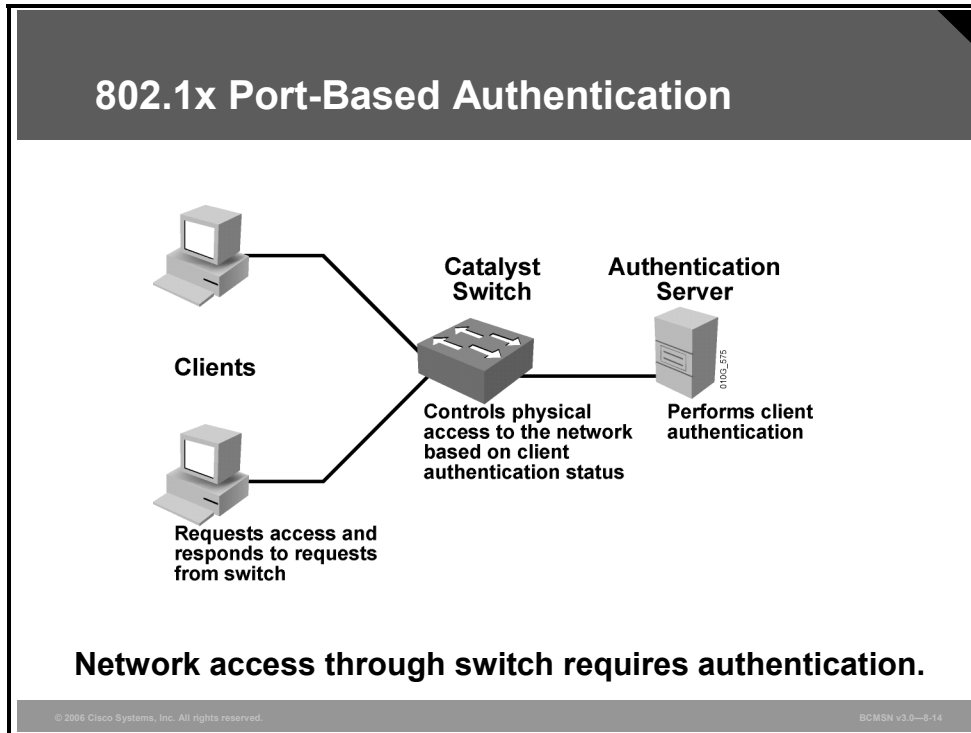 802.1x Port-Based Authentication
Catalyst
Switch
Authentication
Server
Clients
010G_575
Controls physical
access to the network
based on client
authentication status
Performs client
authentication
Requests access and
responds to requests
from switch
Network access through switch requires authentication.
© 2006 Cisco Systems, Inc. All rights reserved.
BCMSN v3.0—8-14